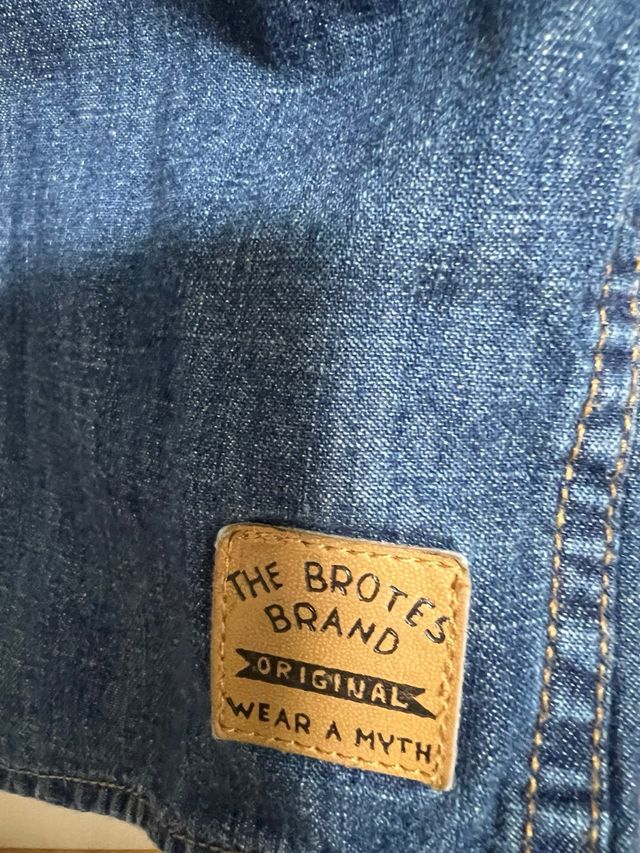 THE BROTES
BRAND
ORIGINAL
WEAR A MYTH